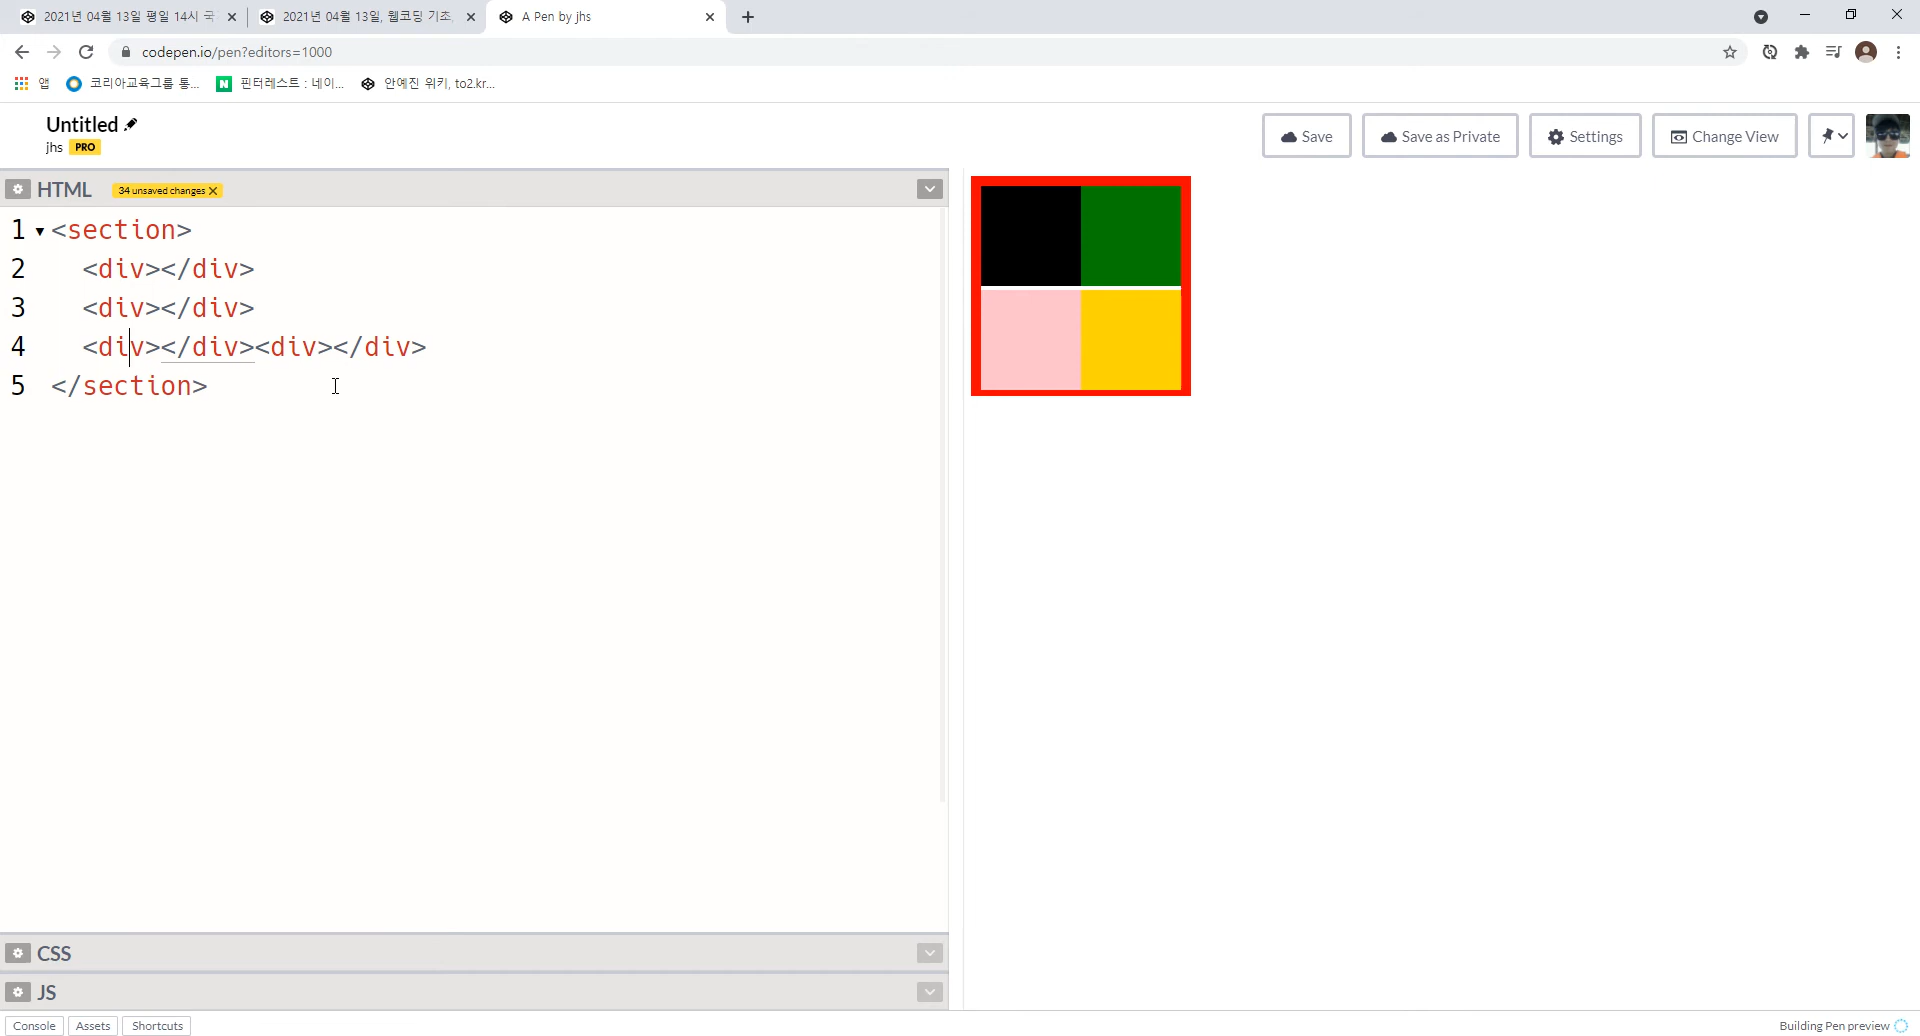 2021년 04월 13일 평일 14시 국
2021년 04월 13일, 웹코딩 기초,
A Pen by jhs
codepen.io/pen?editors=1000
앱
코리아교육그룹 통...
N
핀터레스트 : 네이...
안예진 위키, to2.kr...
Untitled
jhs PRO
Save
Save as Private
Settings
Change View
HTML 34 unsaved changes
1 <section>
2 <div></div>
3 <div></div>
4 <div></div><div></div>
5 </section>
CSS
JS
Console Assets Shortcuts
Building Pen preview